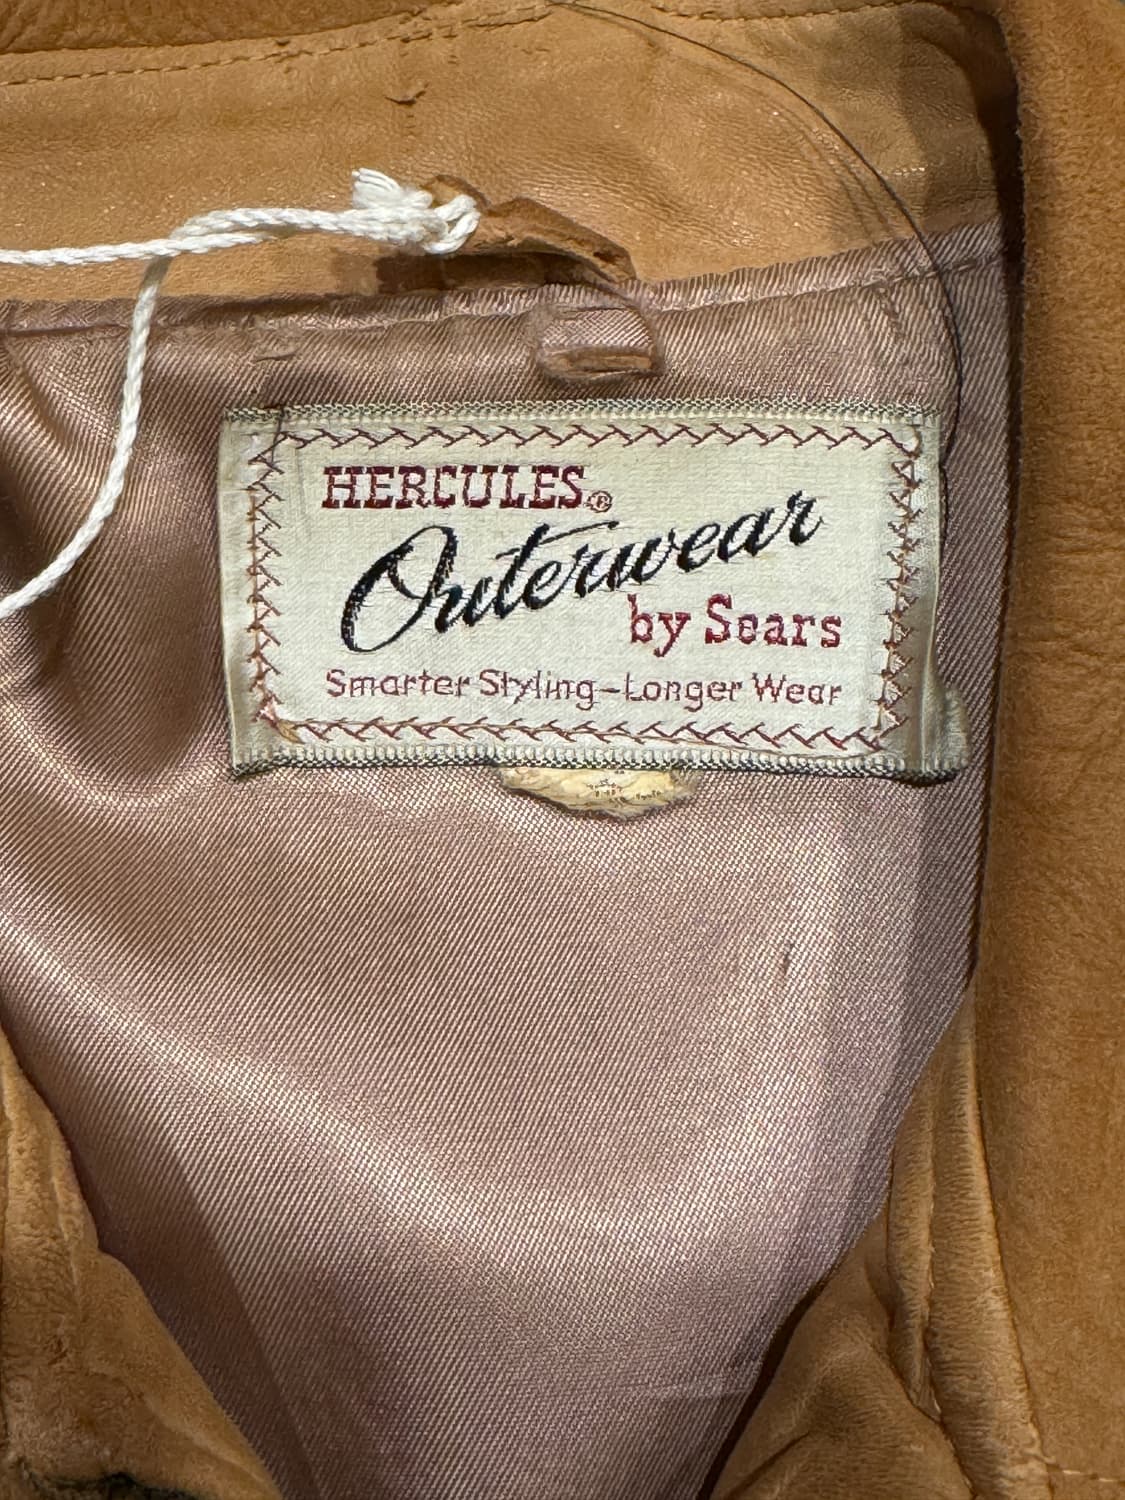 HERCULES®
Outerwear
by Sears
Smarter Styling-Longer Wear